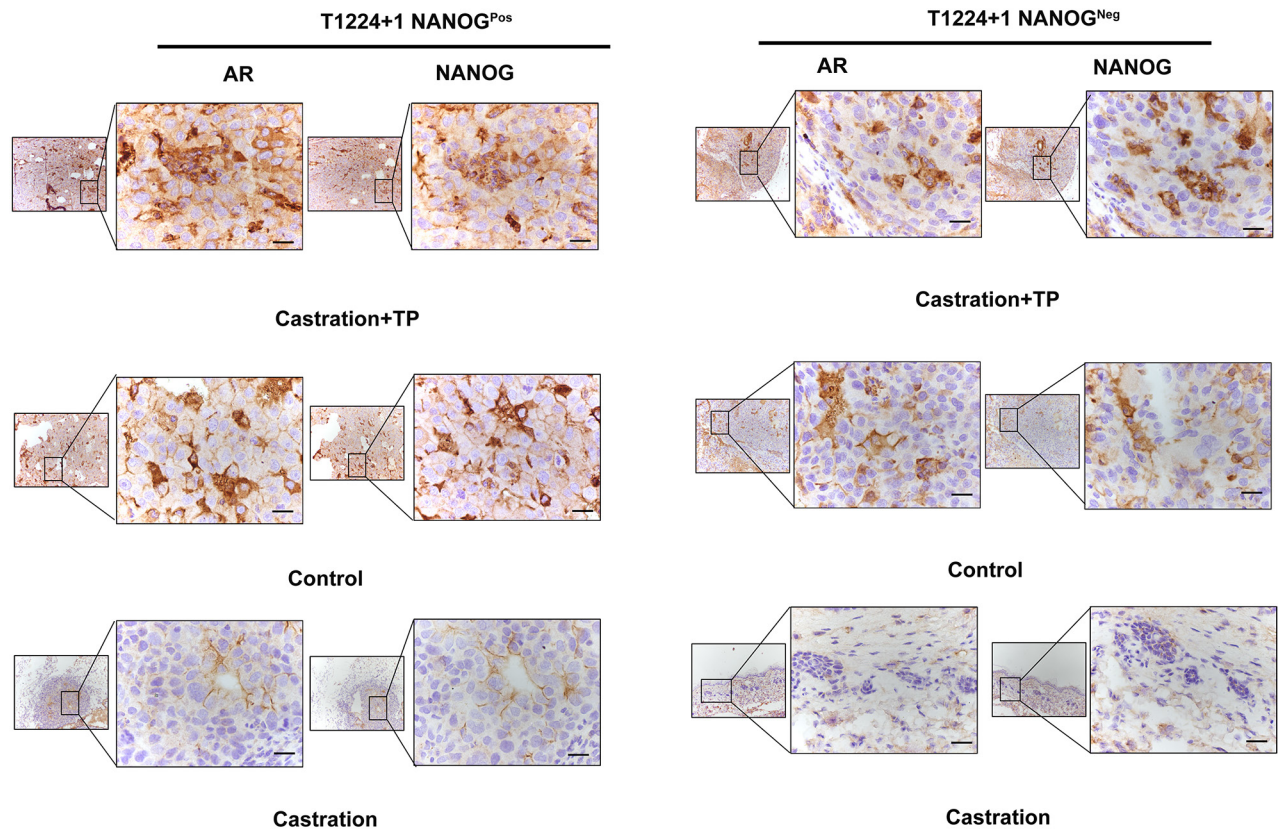 T1224+1 NANOGPos
AR NANOG
Castration+TP
Control
Castration
T1224+1 NANOGNeg
AR NANOG
Castration+TP
Control
Castration